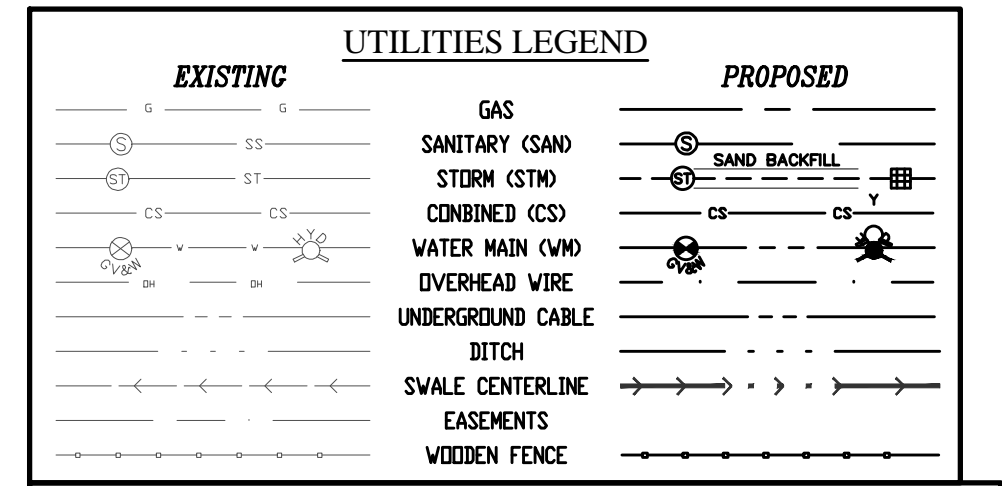 UTILITIES LEGEND
EXISTING PROPOSED
G G GAS
S SS SANITARY (SAN) S
ST ST STORM (STM) ST SAND BACKFILL
CS CS CONBINED (CS) CS CS Y
GV&W W W HYD WATER MAIN (WM) GV&W HYD
OH OH OVERHEAD WIRE
UNDERGROUND CABLE
DITCH
SWALE CENTERLINE
EASEMENTS
WOODEN FENCE